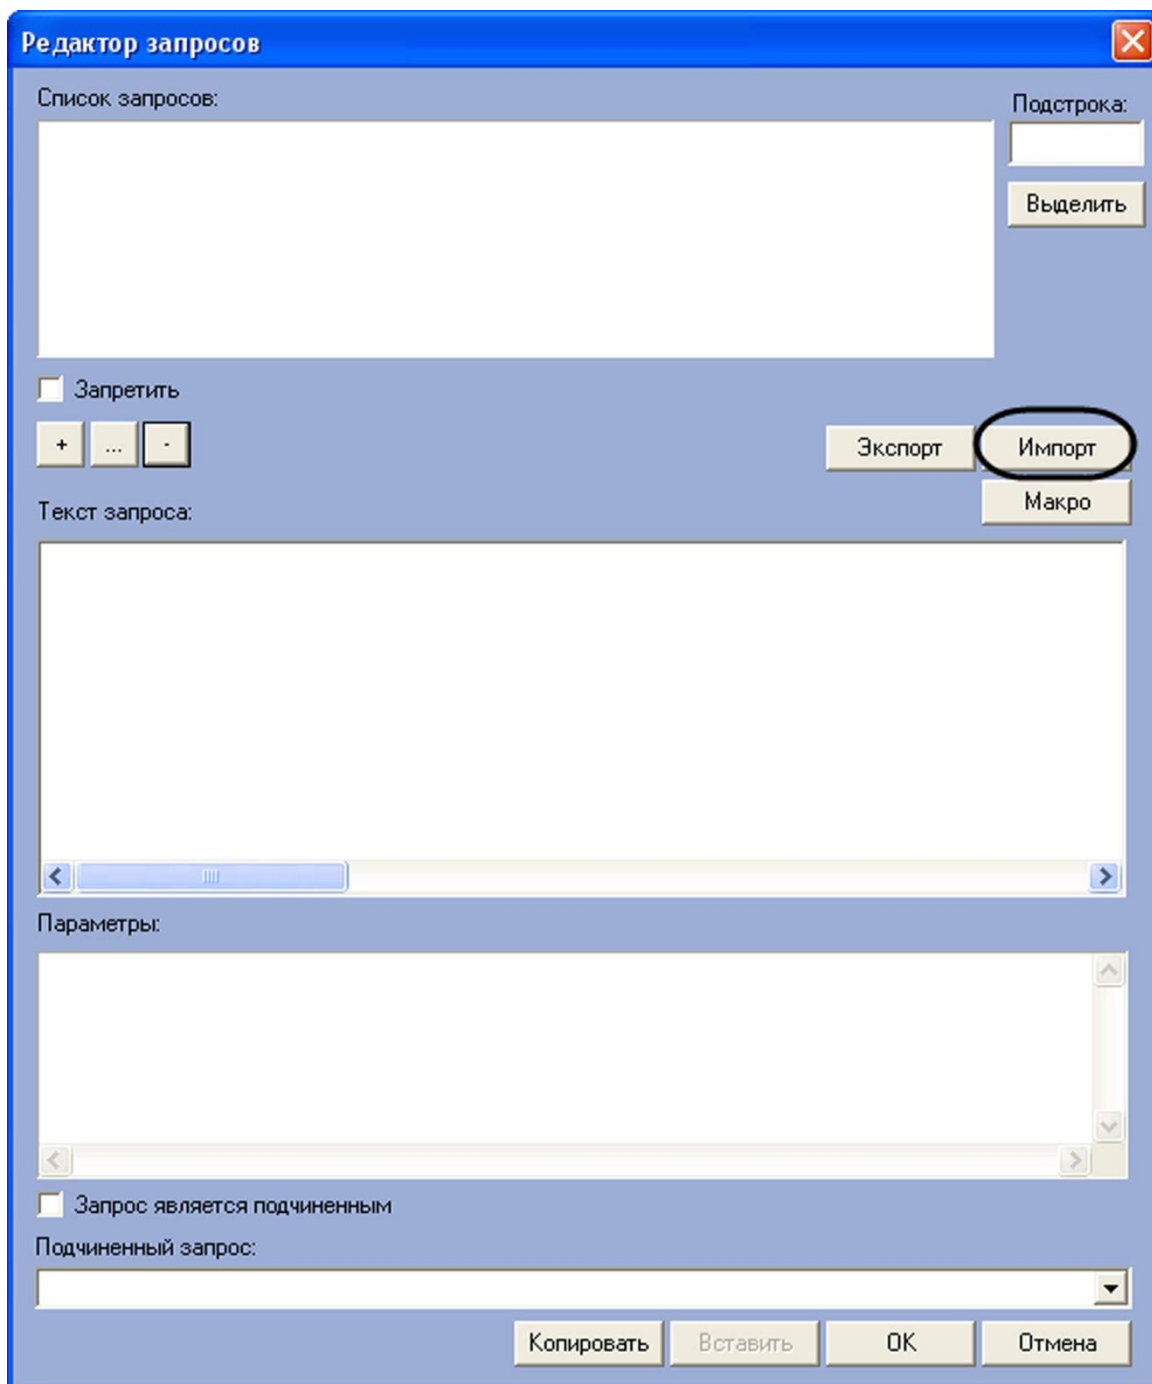 Редактор запросов
Список запросов:
Подстрока:
Выделить
Запретить
+ ... -
Экспорт Импорт
Макро
Текст запроса:
Параметры:
Запрос является подчиненным
Подчиненный запрос:
Копировать Вставить OK Отмена